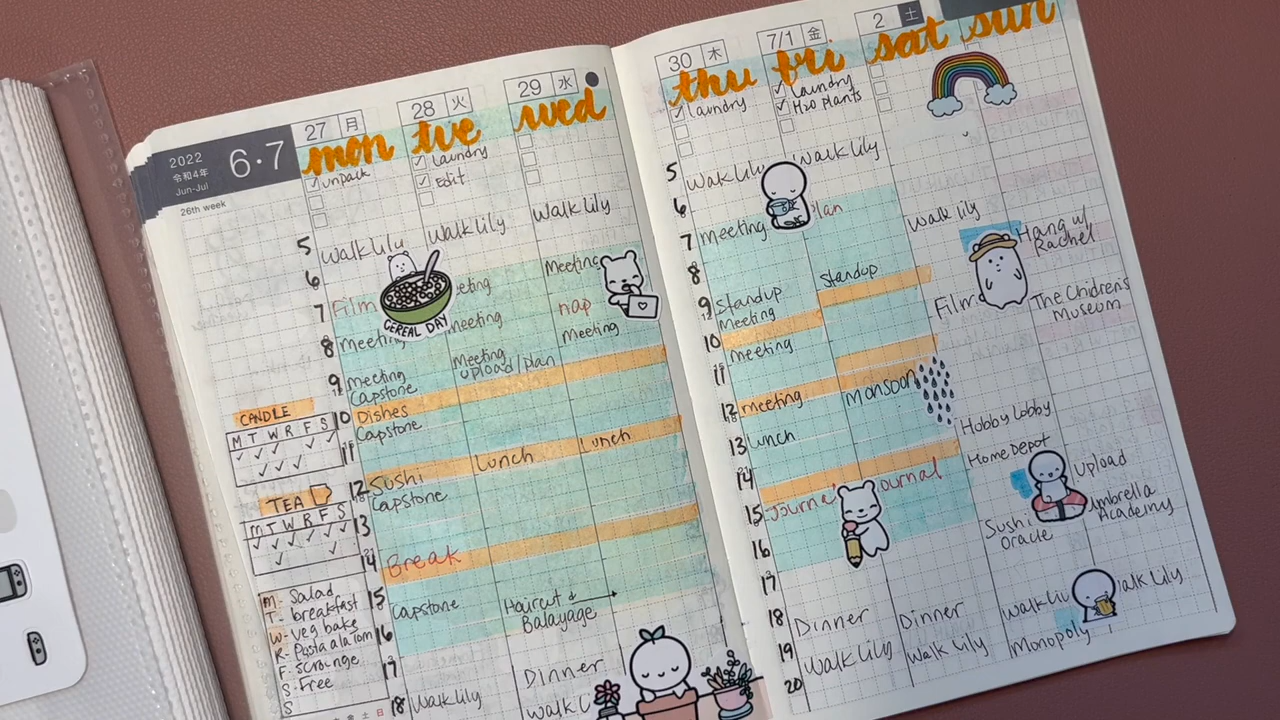 2022
令和4年
Jun-Jul
6·7
26th week
27 月
mon
unpack
28 火
tue
Laundry
Edit
29 水
wed
5
6
7
8
9
10
11
12
13
14
15
16
17
18
Walk Lily
Film
Meeting
Meeting
Capstone
Dishes
Capstone
Sushi
Capstone
Break
Capstone
Walk Lily
Walk Lily
CEREAL DAY
Meeting
upload/plan
Lunch
Haircut &
Balayage
Dinner
Walk Lily
Meeting
nap
Meeting
Lunch
CANDLE
M T W R F S
TEA
M T W R F S
M- Salad
T- breakfast
W- veg bake
R- Pasta ala Tom
F- Scrounge
S- Free
S
30 木
thu
Laundry
7/1 金
fri
Laundry
H2O Plants
2 土
sat
sun
5
6
7
8
9
10
11
12
13
14
15
16
17
18
19
20
Walk Lily
Meeting
Standup
Meeting
Meeting
Meeting
Lunch
Journal
Dinner
Walk Lily
Walk Lily
Plan
Standup
Monsoon
Journal
Dinner
Walk Lily
Walk Lily
Film
Hobby Lobby
Home Depot
Sushi
Oracle
Monopoly
Hang w/
Rachel
The Chidren's
Museum
Upload
Umbrella
Academy
Walk Lily